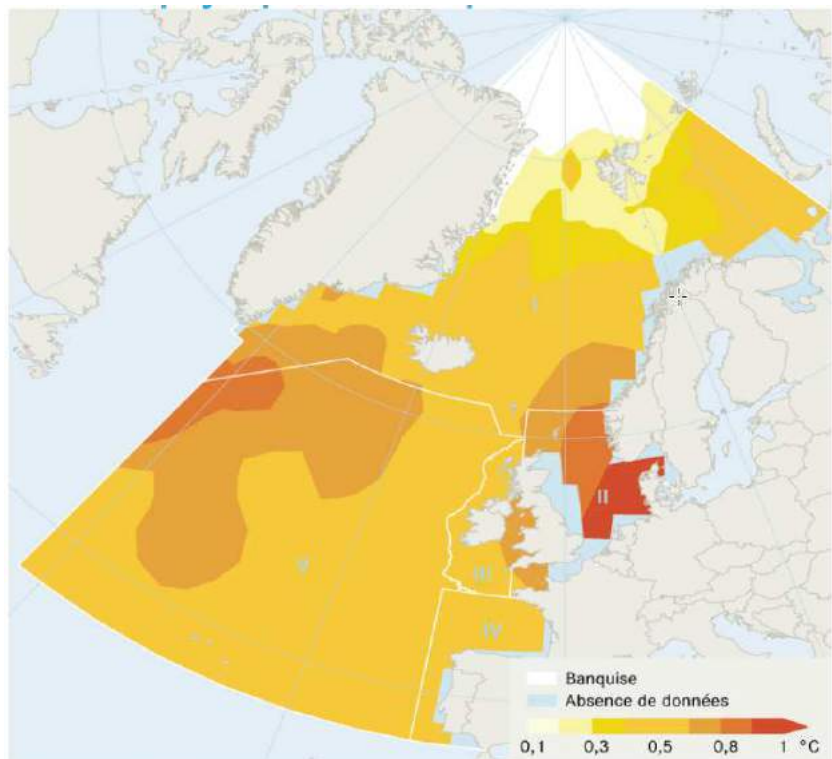 I
II
III
IV
V
Banquise
Absence de données
0,1 0,3 0,5 0,8 1 °C